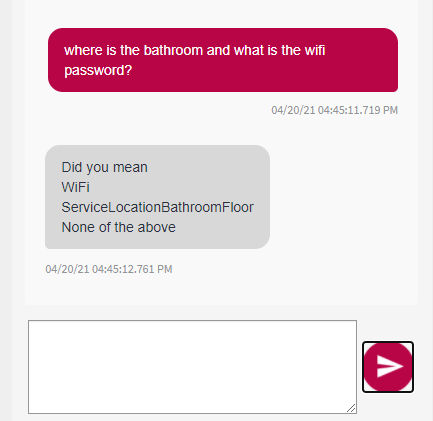 where is the bathroom and what is the wifi
password?
04/20/21 04:45:11.719 PM
Did you mean
WiFi
ServiceLocationBathroomFloor
None of the above
04/20/21 04:45:12.761 PM